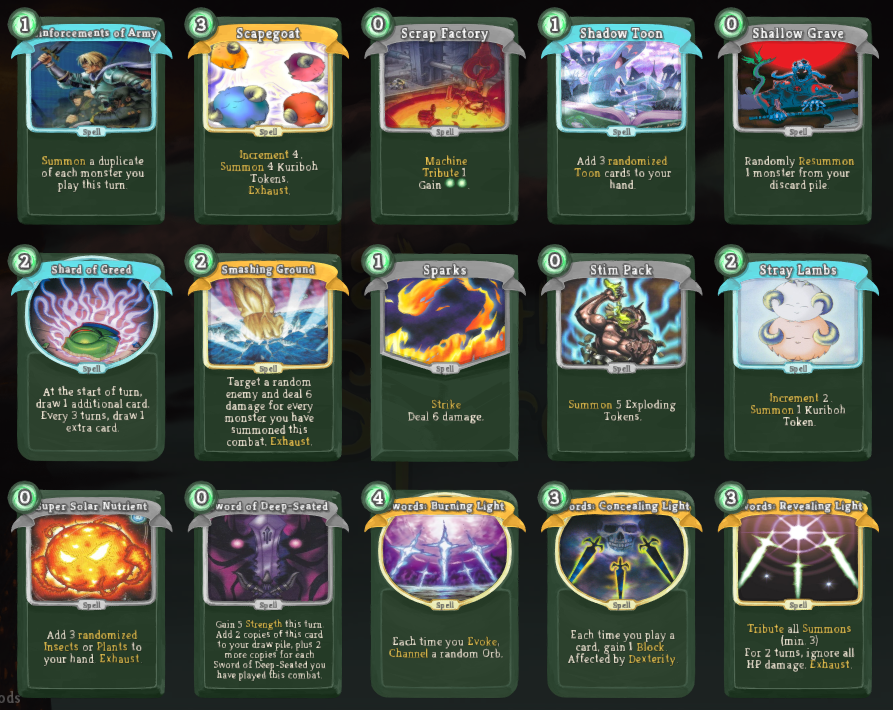 1
inforcements of Army
Spell
Summon a duplicate
of each monster you
play this turn.
3
Scapegoat
Spell
Increment 4.
Summon 4 Kuriboh
Tokens.
Exhaust.
0
Scrap Factory
Spell
Machine
Tribute 1
Gain
1
Shadow Toon
Spell
Add 3 randomized
Toon cards to your
hand.
0
Shallow Grave
Spell
Randomly Resummon
1 monster from your
discard pile.
2
Shard of Greed
Spell
At the start of turn,
draw 1 additional card.
Every 3 turns, draw 1
extra card.
2
Smashing Ground
Spell
Target a random
enemy and deal 6
damage for every
monster you have
summoned this
combat. Exhaust.
1
Sparks
Spell
Strike
Deal 6 damage.
0
Stim Pack
Spell
Summon 5 Exploding
Tokens.
2
Stray Lambs
Spell
Increment 2
Summon 1 Kuriboh
Token.
0
Super Solar Nutrient
Spell
Add 3 randomized
Insects or Plants to
your hand. Exhaust.
0
word of Deep-Seated
Spell
Gain 5 Strength this turn.
Add 2 copies of this card
to your draw pile, plus 2
more copies for each
Sword of Deep-Seated you
have played this combat.
4
words: Burning Light
Spell
Each time you Evoke,
Channel a random Orb.
3
ords: Concealing Light
Spell
Each time you play a
card, gain 1 Block
Affected by Dexterity
3
words: Revealing Light
Spell
Tribute all Summons
(min. 3)
For 2 turns, ignore all
HP damage. Exhaust.
ods